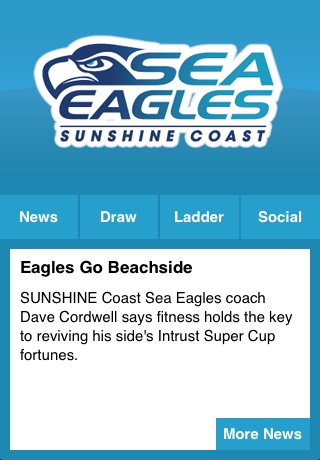 SEA
EAGLES
SUNSHINE COAST
News
Draw
Ladder
Social
Eagles Go Beachside
SUNSHINE Coast Sea Eagles coach
Dave Cordwell says fitness holds the key
to reviving his side's Intrust Super Cup
fortunes.
More News